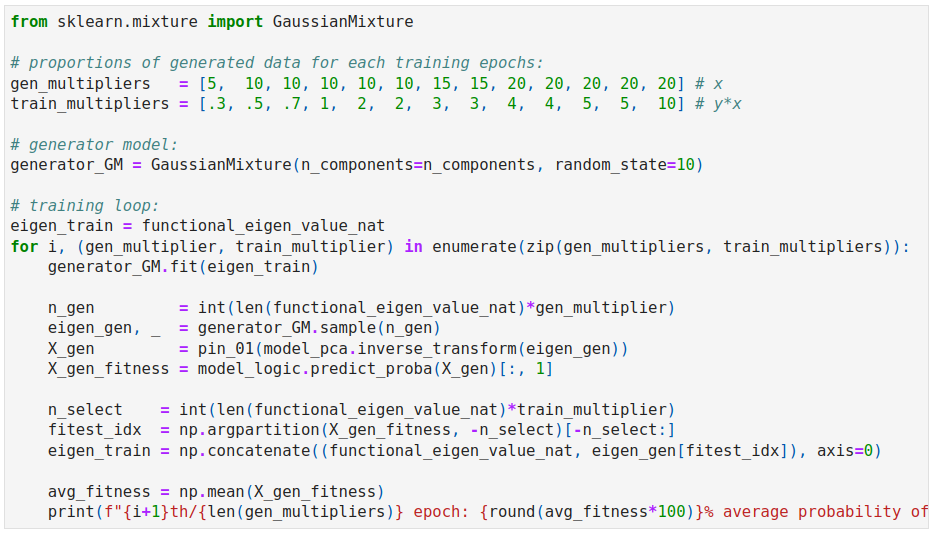 from sklearn.mixture import GaussianMixture
# proportions of generated data for each training epochs:
gen_multipliers   = [5,  10, 10, 10, 10, 10, 15, 15, 20, 20, 20, 20, 20] # x
train_multipliers = [.3, .5, .7, 1,  2,  2,  3,  3,  4,  4,  5,  5,  10] # y*x
# generator model:
generator_GM = GaussianMixture(n_components=n_components, random_state=10)
# training loop:
eigen_train = functional_eigen_value_nat
for i, (gen_multiplier, train_multiplier) in enumerate(zip(gen_multipliers, train_multipliers)):
    generator_GM.fit(eigen_train)
    n_gen         = int(len(functional_eigen_value_nat)*gen_multiplier)
    eigen_gen, _  = generator_GM.sample(n_gen)
    X_gen         = pin_01(model_pca.inverse_transform(eigen_gen))
    X_gen_fitness = model_logic.predict_proba(X_gen)[:, 1]
    n_select    = int(len(functional_eigen_value_nat)*train_multiplier)
    fitest_idx  = np.argpartition(X_gen_fitness, -n_select)[-n_select:]
    eigen_train = np.concatenate((functional_eigen_value_nat, eigen_gen[fitest_idx]), axis=0)
    avg_fitness = np.mean(X_gen_fitness)
    print(f"{i+1}th/{len(gen_multipliers)} epoch: {round(avg_fitness*100)}% average probability of